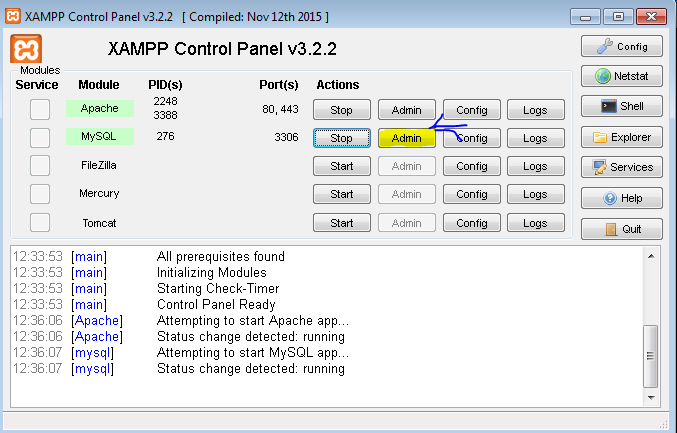 XAMPP Control Panel v3.2.2 [ Compiled: Nov 12th 2015 ]
XAMPP Control Panel v3.2.2
Config
Modules
Service Module PID(s) Port(s) Actions
Netstat
Apache 2248 3388 80, 443 Stop Admin Config Logs
Shell
MySQL 276 3306 Stop Admin Config Logs
Explorer
FileZilla Start Admin Config Logs
Services
Mercury Start Admin Config Logs
Help
Tomcat Start Admin Config Logs
Quit
12:33:53 [main] All prerequisites found
12:33:53 [main] Initializing Modules
12:33:53 [main] Starting Check-Timer
12:33:53 [main] Control Panel Ready
12:36:06 [Apache] Attempting to start Apache app...
12:36:06 [Apache] Status change detected: running
12:36:07 [mysql] Attempting to start MySQL app...
12:36:07 [mysql] Status change detected: running